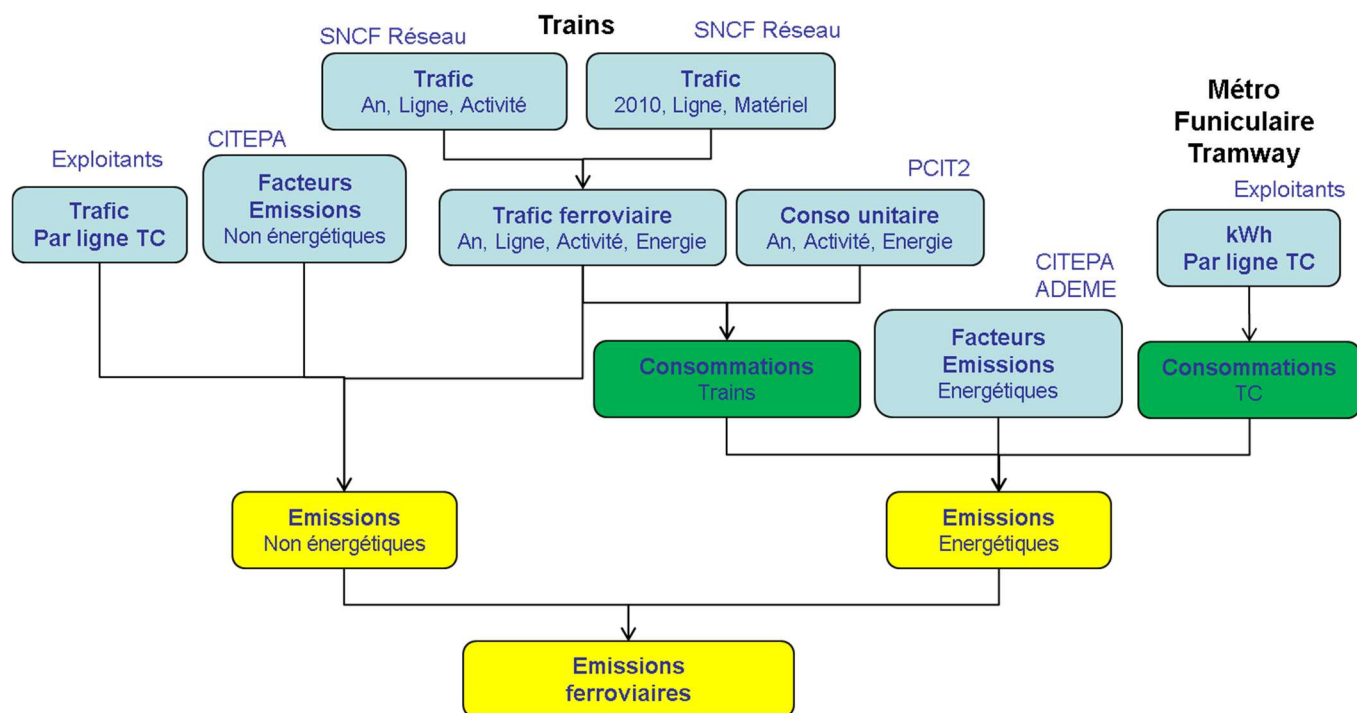 Trains
SNCF Réseau
SNCF Réseau
Trafic
An, Ligne, Activité
Trafic
2010, Ligne, Matériel
Métro
Funiculaire
Tramway
Exploitants
CITEPA
Exploitants
PCIT2
Trafic
Par ligne TC
Facteurs
Emissions
Non énergétiques
Trafic ferroviaire
An, Ligne, Activité, Energie
Conso unitaire
An, Activité, Energie
kWh
Par ligne TC
CITEPA
ADEME
Consommations
Trains
Facteurs
Emissions
Energétiques
Consommations
TC
Emissions
Non énergétiques
Emissions
Energétiques
Emissions
ferroviaires